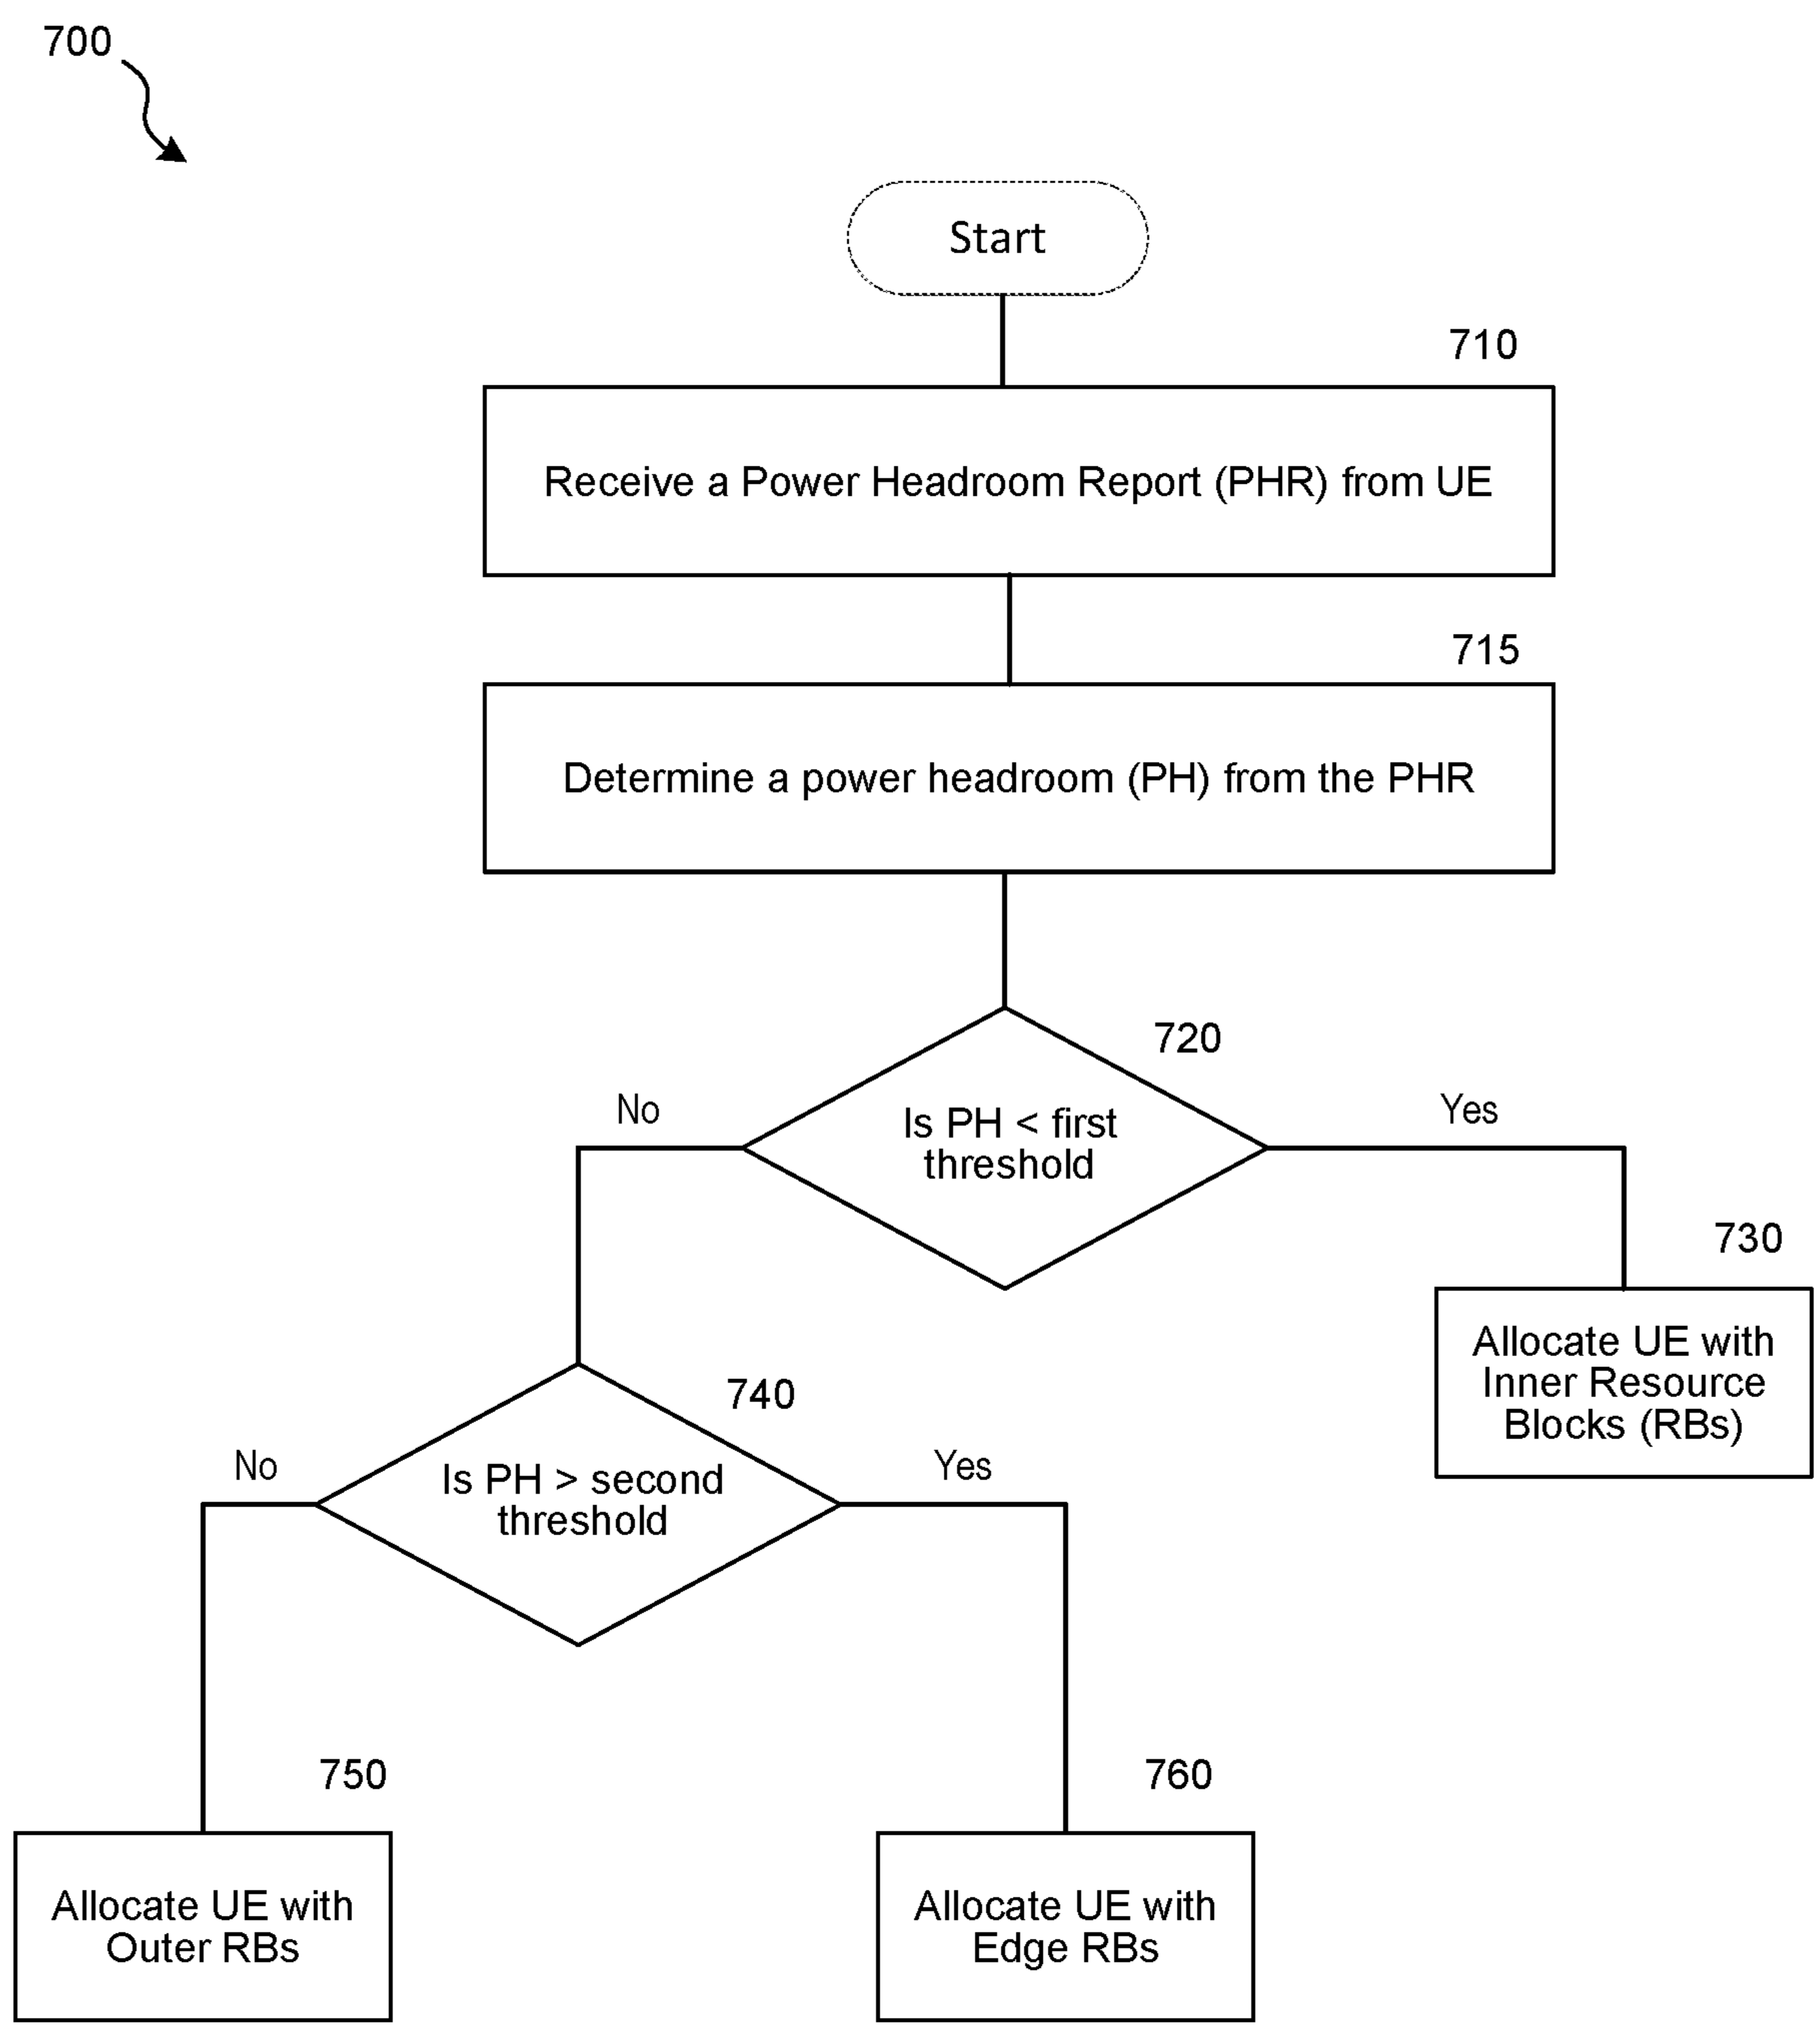 700
Start
710
Receive a Power Headroom Report (PHR) from UE
715
Determine a power headroom (PH) from the PHR
720
No
Is PH < first
threshold
Yes
730
Allocate UE with
Inner Resource
Blocks (RBs)
740
No
Is PH > second
threshold
Yes
750
Allocate UE with
Outer RBs
760
Allocate UE with
Edge RBs